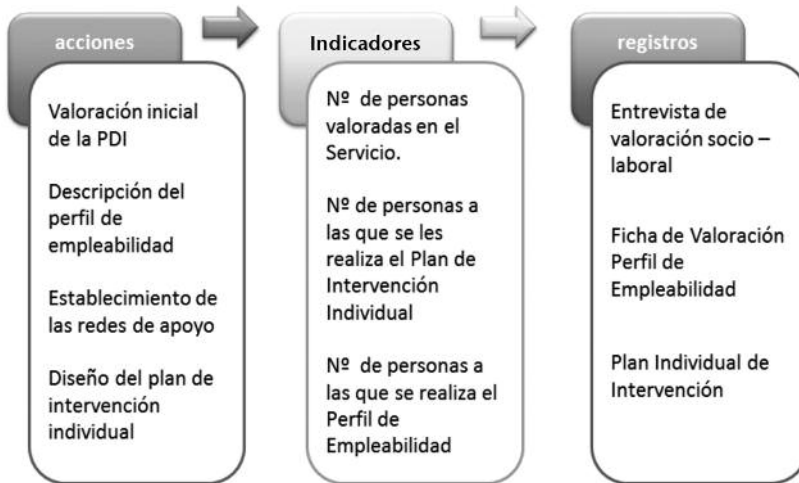 acciones
Valoración inicial
de la PDI
Descripción del
perfil de
empleabilidad
Establecimiento de
las redes de apoyo
Diseño del plan de
intervención
individual
Indicadores
Nº de personas
valoradas en el
Servicio.
Nº de personas a
las que se les
realiza el Plan de
Intervención
Individual
Nº de personas a
las que se realiza el
Perfil de
Empleabilidad
registros
Entrevista de
valoración socio –
laboral
Ficha de Valoración
Perfil de
Empleabilidad
Plan Individual de
Intervención